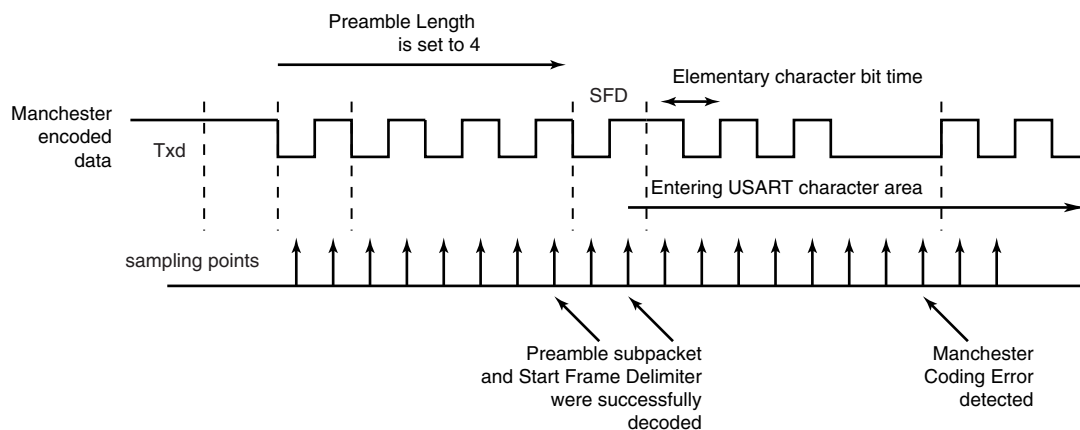 Preamble Length
is set to 4
Elementary character bit time
SFD
Manchester
encoded
data
Txd
Entering USART character area
sampling points
Preamble subpacket
and Start Frame Delimiter
were successfully
decoded
Manchester
Coding Error
detected